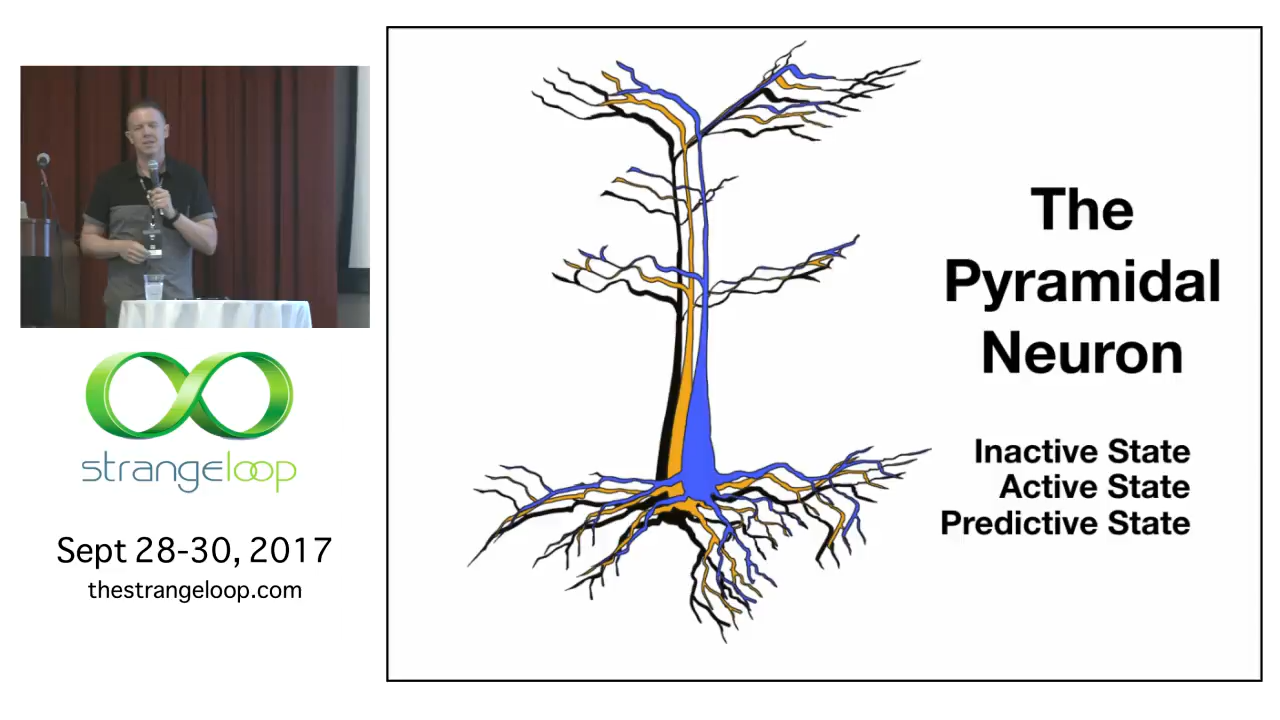 The
Pyramidal
Neuron
Inactive State
Active State
Predictive State
strangeloop
Sept 28-30, 2017
thestrangeloop.com